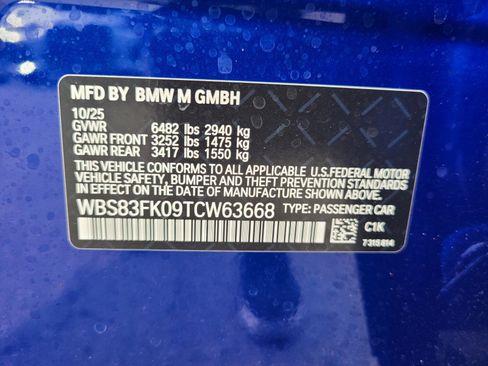 MFD BY BMW M GMBH
10/25
GVWR 6482 lbs 2940 kg
GAWR FRONT 3252 lbs 1475 kg
GAWR REAR 3417 lbs 1550 kg
THIS VEHICLE CONFORMS TO ALL APPLICABLE U.S.FEDERAL MOTOR
VEHICLE SAFETY, BUMPER AND THEFT PREVENTION STANDARDS
IN EFFECT ON THE DATE OF MANUFACTURE SHOWN ABOVE.
WBS83FK09TCW63668 TYPE: PASSENGER CAR
C1K
7315814